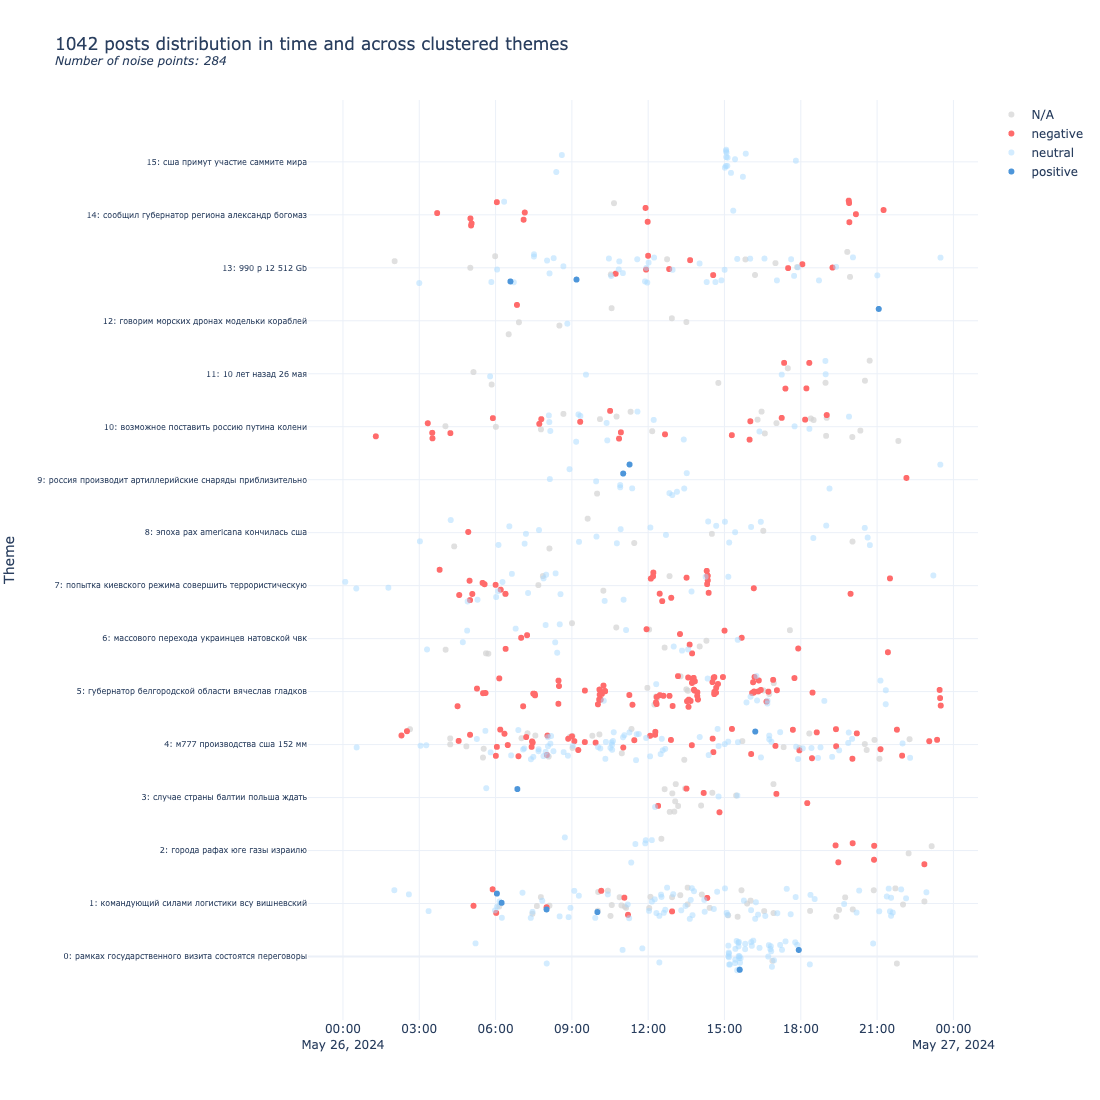 1042 posts distribution in time and across clustered themes
Number of noise points: 284
N/A
negative
neutral
positive
15: сша примут участие саммите мира
14: сообщил губернатор региона александр богомаз
13: 990 р 12 512 Gb
12: говорим морских дронах модельки кораблей
11: 10 лет назад 26 мая
10: возможное поставить россию путина колени
9: россия производит артиллерийские снаряды приблизительно
8: эпоха pax americana кончилась сша
7: попытка киевского режима совершить террористическую
6: массового перехода украинцев натовской чвк
5: губернатор белгородской области вячеслав гладков
4: м777 производства сша 152 мм
3: случае страны балтии польша ждать
2: города рафах юге газы израилю
1: командующий силами логистики всу вишневский
0: рамках государственного визита состоятся переговоры
Theme
00:00 03:00 06:00 09:00 12:00 15:00 18:00 21:00 00:00
May 26, 2024 May 27, 2024